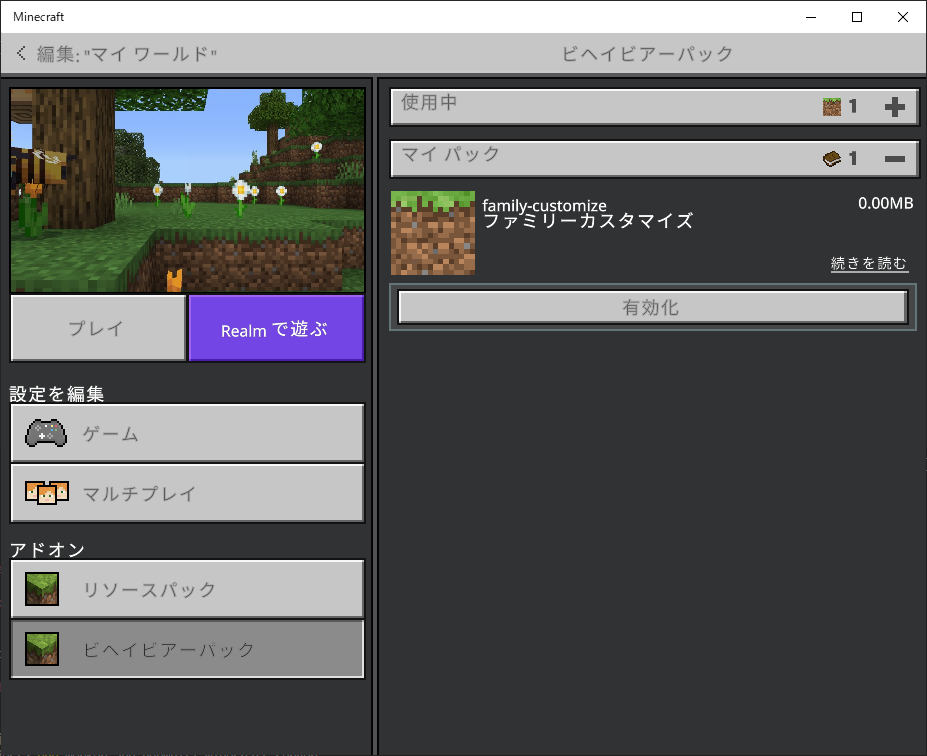 Minecraft
編集: "マイ ワールド"
ビヘイビアーパック
プレイ
Realm で遊ぶ
設定を編集
ゲーム
マルチプレイ
アドオン
リソースパック
ビヘイビアーパック
使用中
1
マイ パック
1
family-customize
0.00MB
ファミリーカスタマイズ
続きを読む
有効化